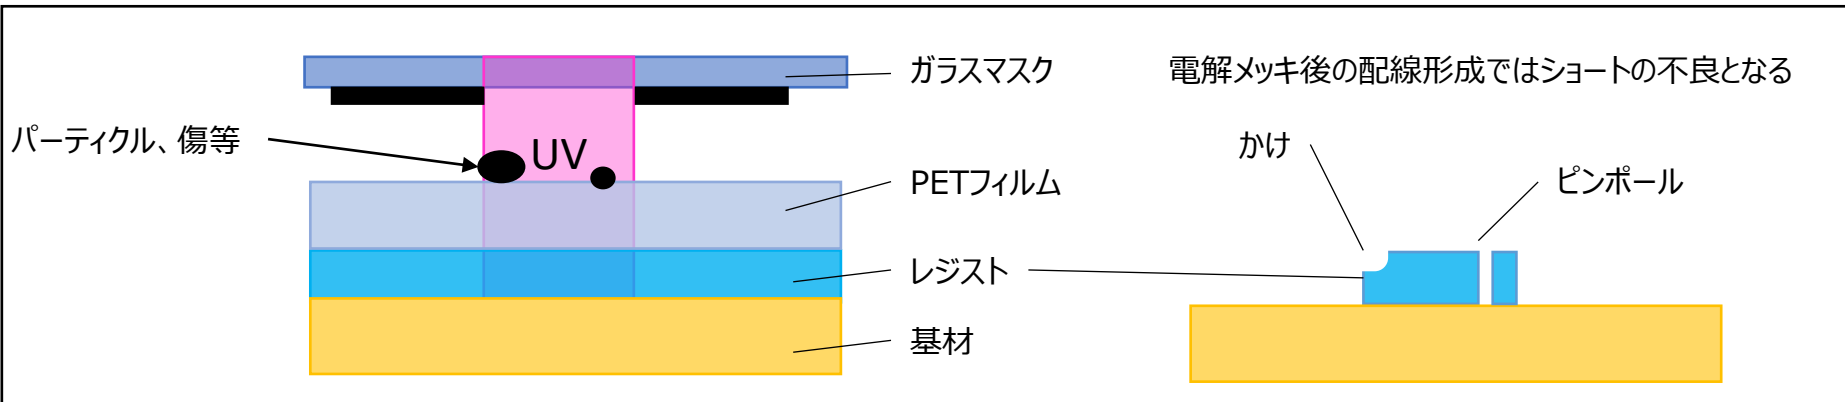 ガラスマスク
電解メッキ後の配線形成ではショートの不良となる
パーティクル、傷等
UV
かけ
PETフィルム
ピンポール
レジスト
基材